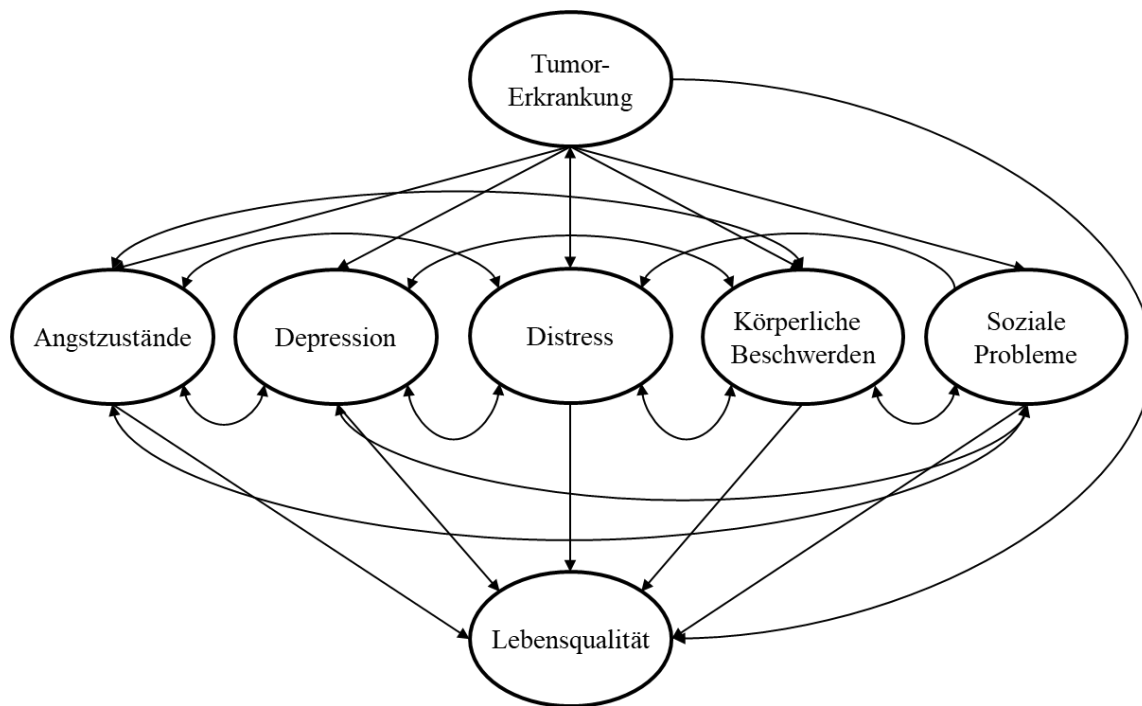 Tumor-
Erkrankung
Angstzustände
Depression
Distress
Körperliche
Beschwerden
Soziale
Probleme
Lebensqualität